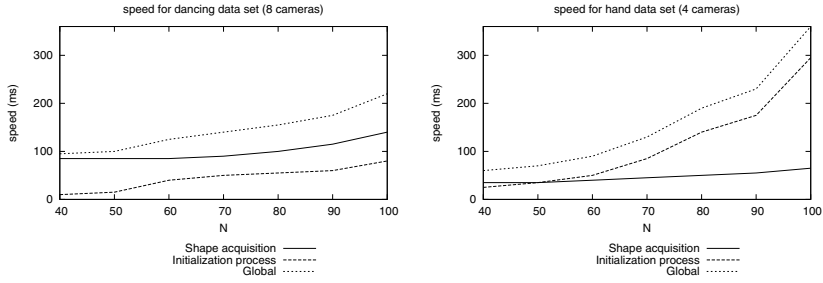 speed for dancing data set (8 cameras)
300
200
100
0
speed (ms)
40 50 60 70 80 90 100
N
Shape acquisition
Initialization process
Global
speed for hand data set (4 cameras)
300
200
100
0
speed (ms)
40 50 60 70 80 90 100
N
Shape acquisition
Initialization process
Global